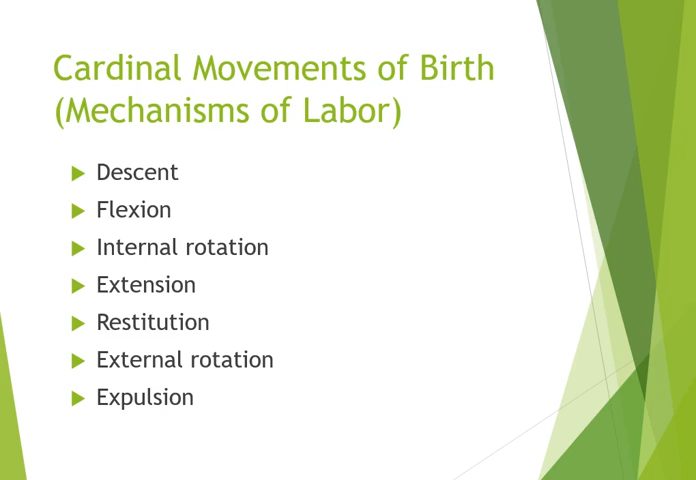 Cardinal Movements of Birth
(Mechanisms of Labor)
Descent
Flexion
Internal rotation
Extension
Restitution
External rotation
Expulsion